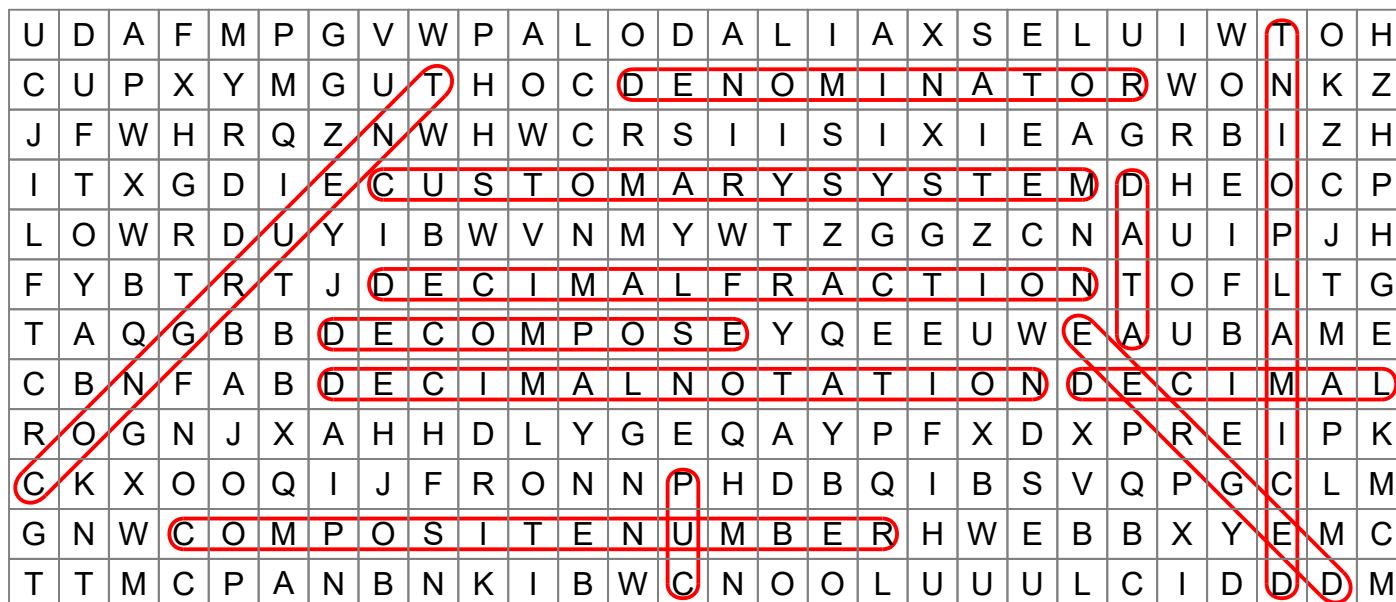 U D A F M P G V W P A L O D A L I A X S E L U I W T O H
C U P X Y M G U T H O C D E N O M I N A T O R W O N K Z
J F W H R Q Z N W H W C R S I I S I X I E A G R B I Z H
I T X G D I E C U S T O M A R Y S Y S T E M D H E O C P
L O W R D U Y I B W V N M Y W T Z G G Z C N A U I P J H
F Y B T R T J D E C I M A L F R A C T I O N T O F L T G
T A Q G B B D E C O M P O S E Y Q E E U W E A U B A M E
C B N F A B D E C I M A L N O T A T I O N D E C I M A L
R O G N J X A H H D L Y G E Q A Y P F X D X P R E I P K
C K X O O Q I J F R O N N P H D B Q I B S V Q P G C L M
G N W C O M P O S I T E N U M B E R H W E B B X Y E M C
T T M C P A N B N K I B W C N O O L U U U L C I D D D M